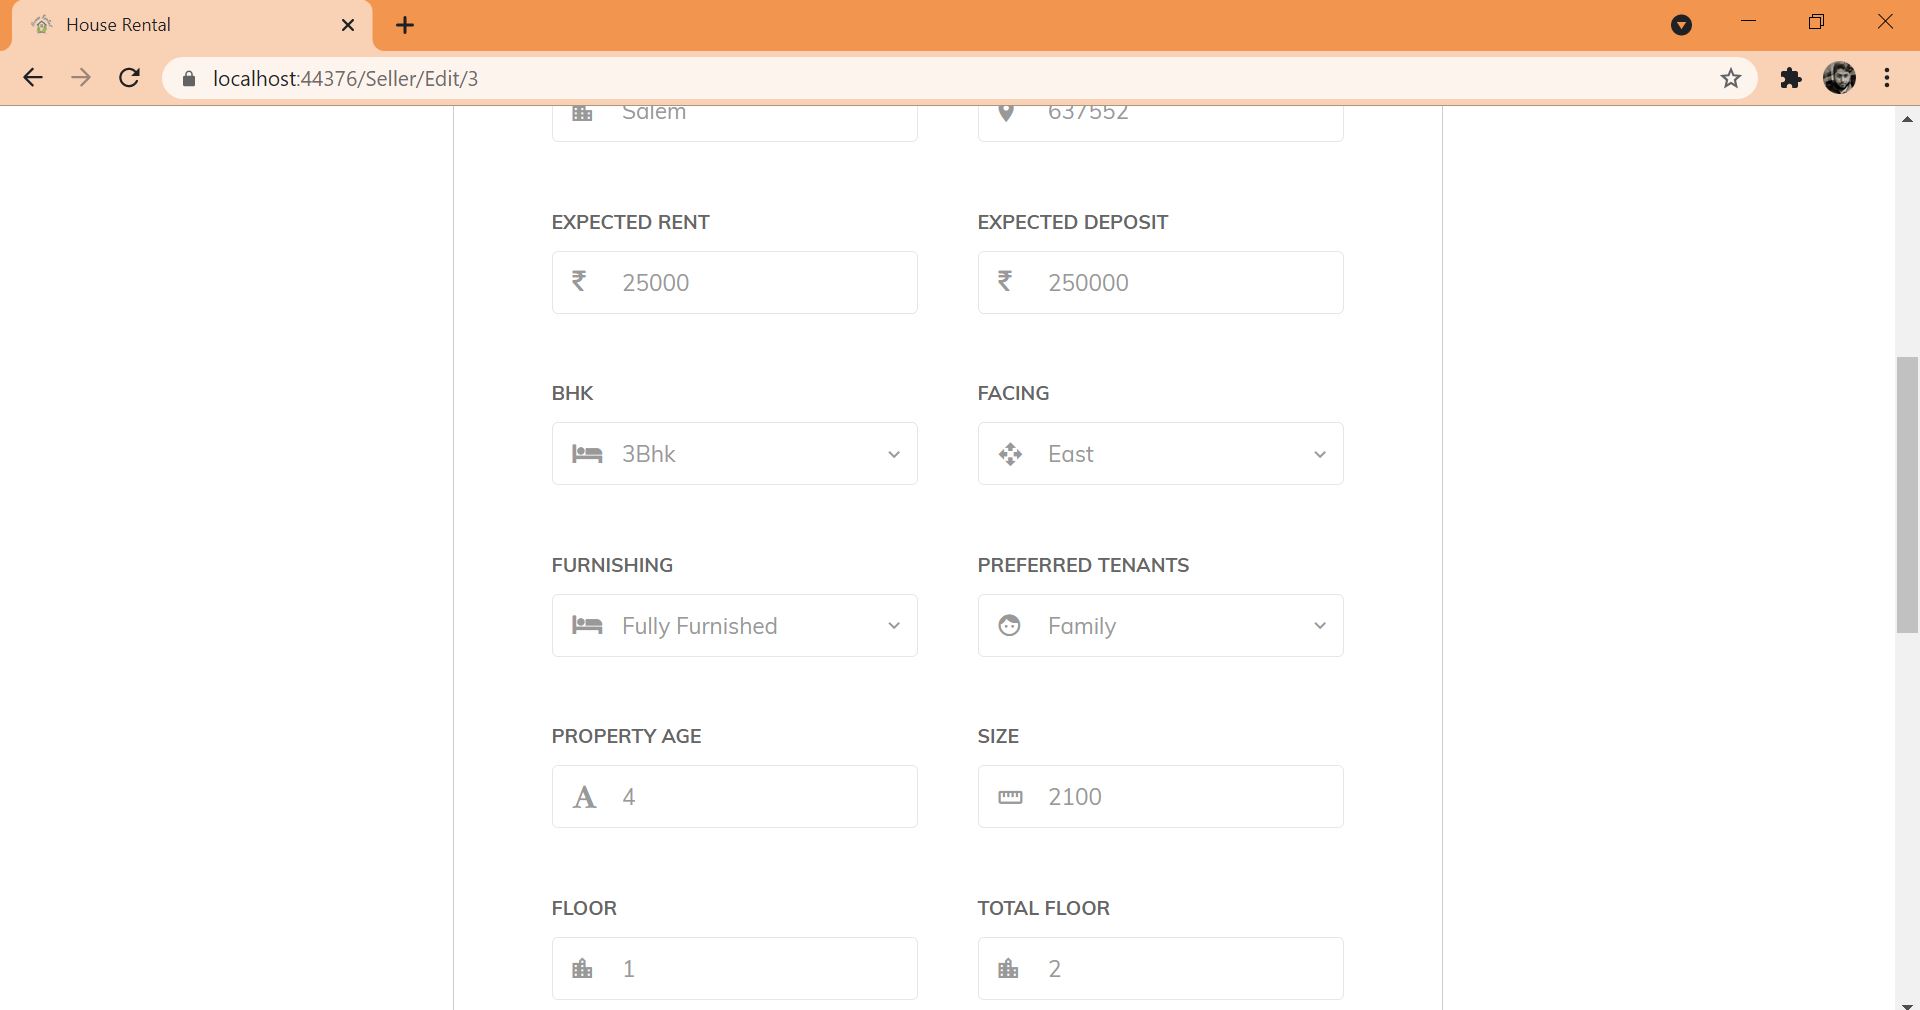 House Rental
localhost:44376/Seller/Edit/3
Salem 637552
EXPECTED RENT EXPECTED DEPOSIT
₹ 25000 ₹ 250000
BHK FACING
3Bhk East
FURNISHING PREFERRED TENANTS
Fully Furnished Family
PROPERTY AGE SIZE
A 4 2100
FLOOR TOTAL FLOOR
1 2